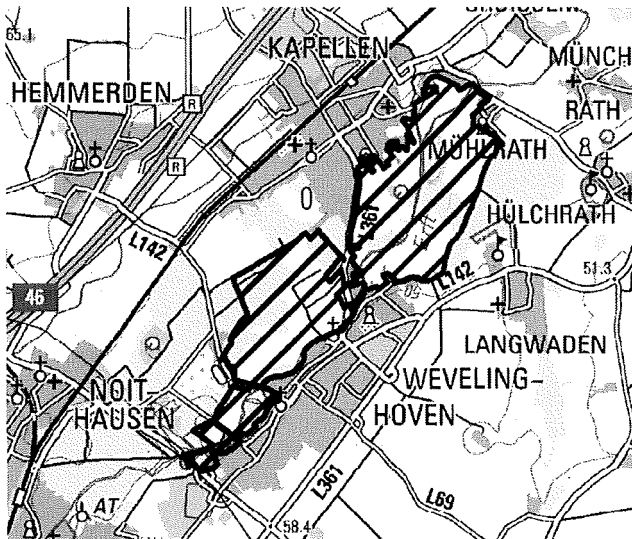 65.1
KAPELLEN
MÜNCH
HEMMERDEN
R
RATH
MÜHLRATH
R
L361
HÜLCHRATH
L142
L142
51.3
46
LANGWADEN
NOIT-
HAUSEN
WEVELING-
HOVEN
L361
L69
AT
58.4